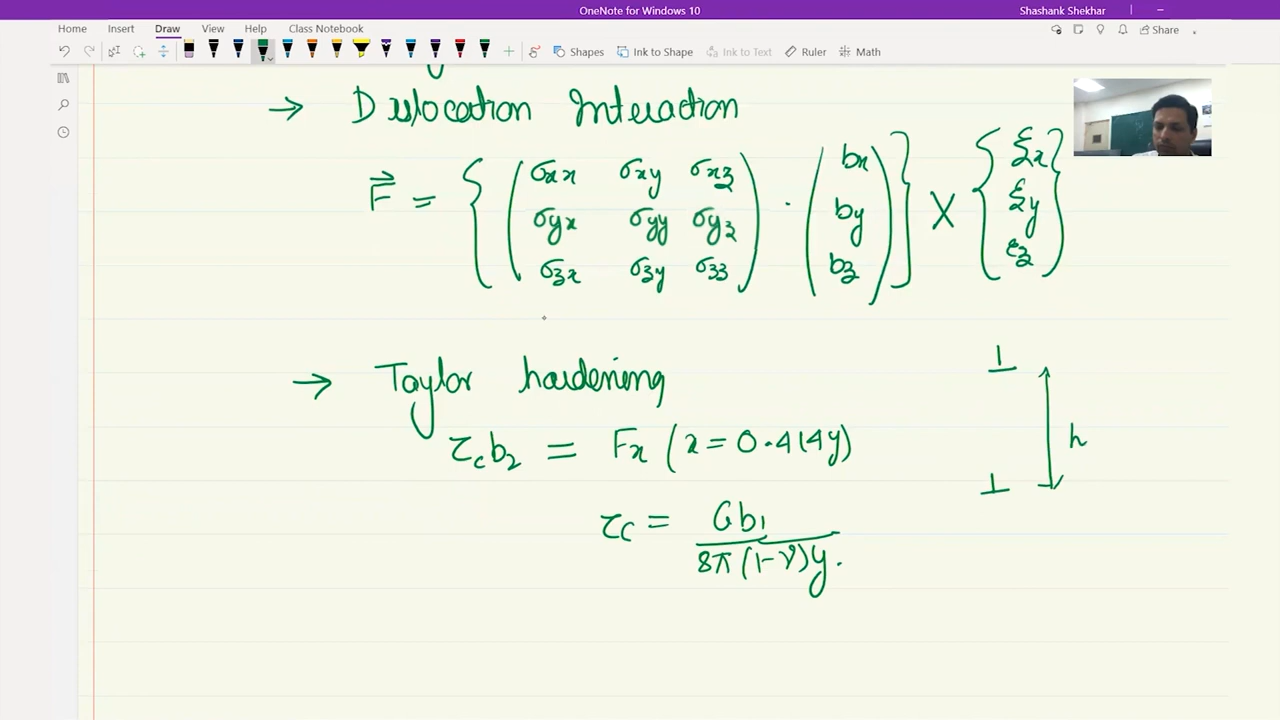 OneNote for Windows 10
Shashank Shekhar
Home Insert Draw View Help Class Notebook
Share
Shapes Ink to Shape Ink to Text Ruler Math
→ Dislocation Interaction
F⃗ = { ( σxx σxy σxz ) · ( bx ) } X { ξx }
σyx σyy σyz by ξy
σzx σzy σzz bz ξz
→ Taylor hardening
⊥
τc b2 = Fx (x = 0.414y)
h
⊥
τc = Gb1 / 8π(1-ν)y.